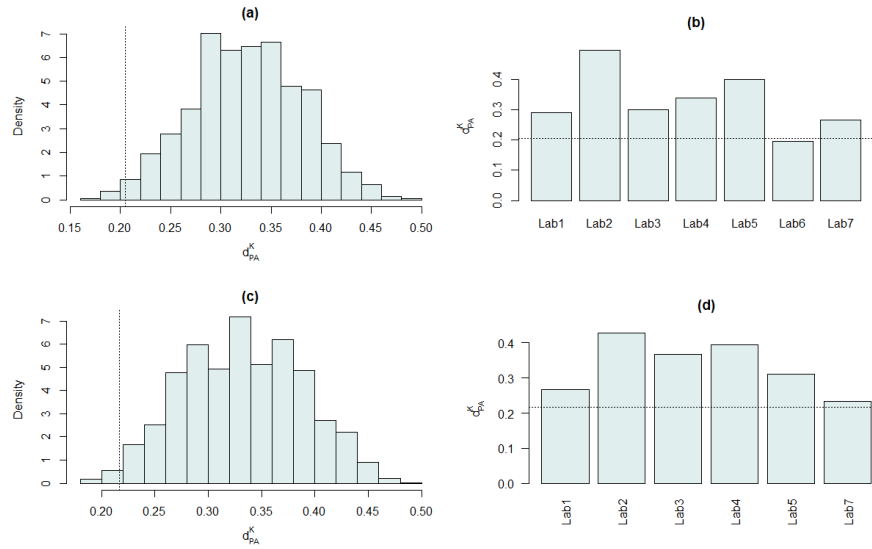 (a)
Density
0 1 2 3 4 5 6 7
0.15 0.20 0.25 0.30 0.35 0.40 0.45 0.50
d_PA^K
(b)
d_PA^K
0.0 0.1 0.2 0.3 0.4
Lab1 Lab2 Lab3 Lab4 Lab5 Lab6 Lab7
(c)
Density
0 1 2 3 4 5 6 7
0.20 0.25 0.30 0.35 0.40 0.45 0.50
d_PA^K
(d)
d_PA^K
0.0 0.1 0.2 0.3 0.4
Lab1 Lab2 Lab3 Lab4 Lab5 Lab7